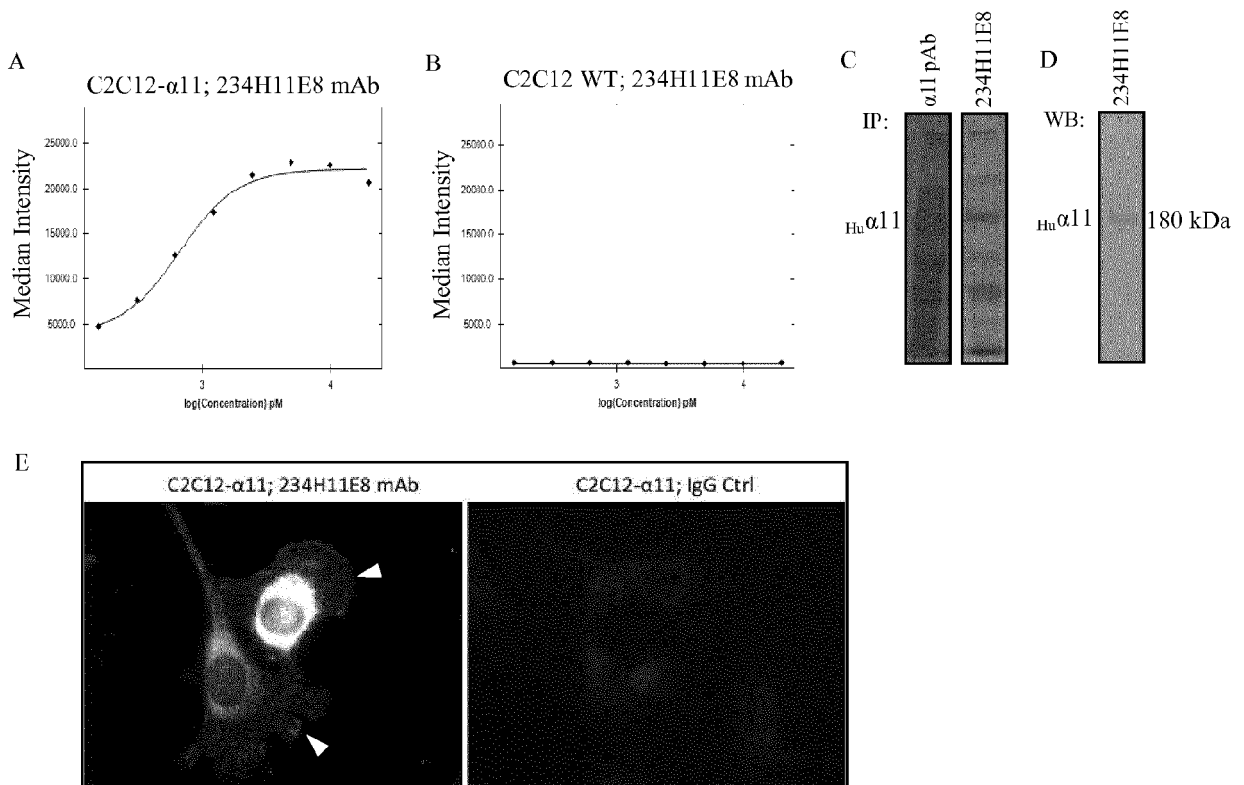 A
C2C12-α11; 234H11E8 mAb
Median Intensity
25000.0
20000.0
15000.0
10000.0
5000.0
3
4
log{Concentration} pM
B
C2C12 WT; 234H11E8 mAb
Median Intensity
25000.0
20000.0
15000.0
10000.0
5000.0
3
4
log{Concentration} pM
C
α11 pAb
234H11E8
IP:
Huα11
D
234H11E8
WB:
Huα11
180 kDa
E
C2C12-α11; 234H11E8 mAb
C2C12-α11; IgG Ctrl